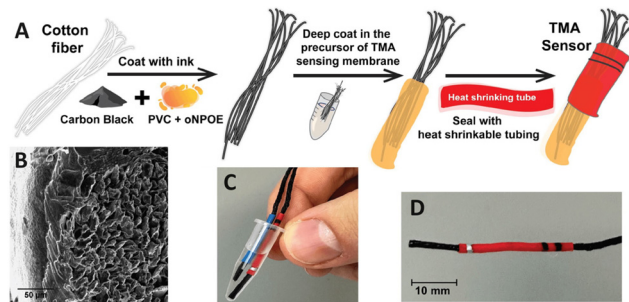 A
Cotton
fiber
Coat with ink
Carbon Black
PVC + oNPOE
Deep coat in the
precursor of TMA
sensing membrane
Heat shrinking tube
Seal with
heat shrinkable tubing
TMA
Sensor
B
50 µm
C
D
10 mm